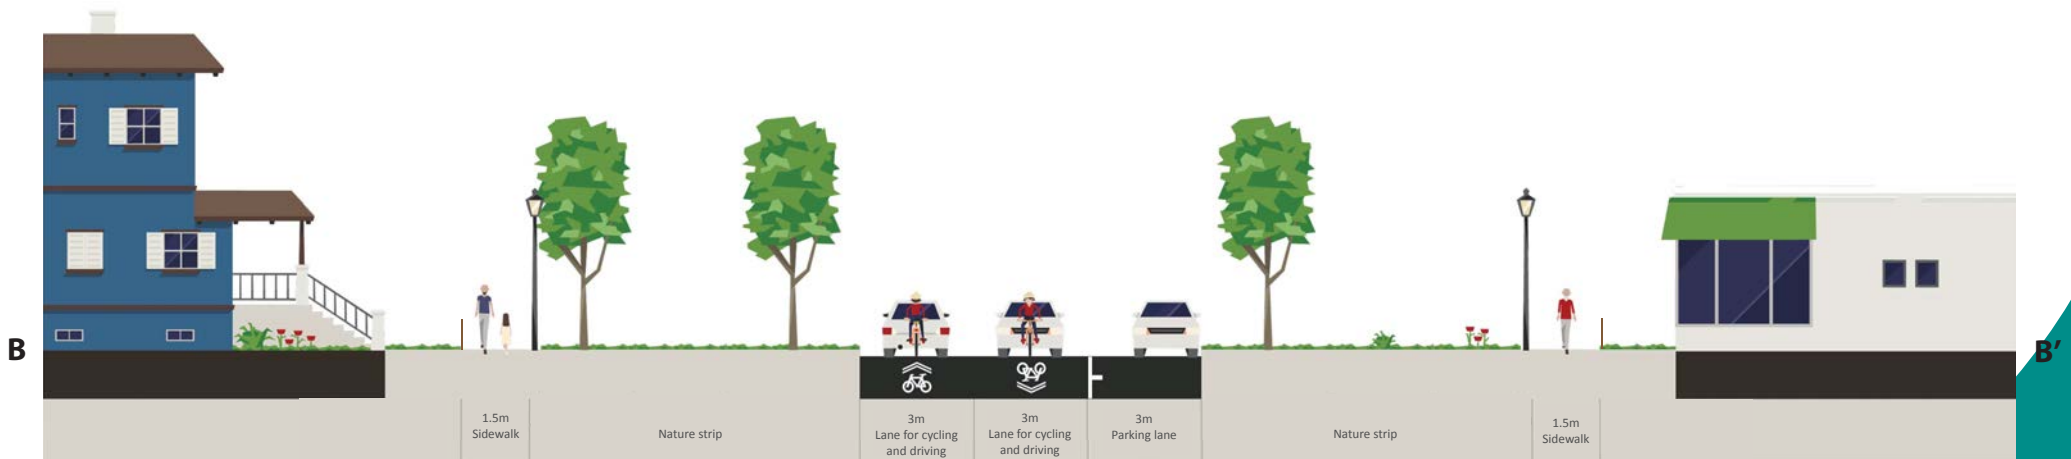 B
B’
1.5m
Sidewalk
Nature strip
3m
Lane for cycling
and driving
3m
Lane for cycling
and driving
3m
Parking lane
Nature strip
1.5m
Sidewalk